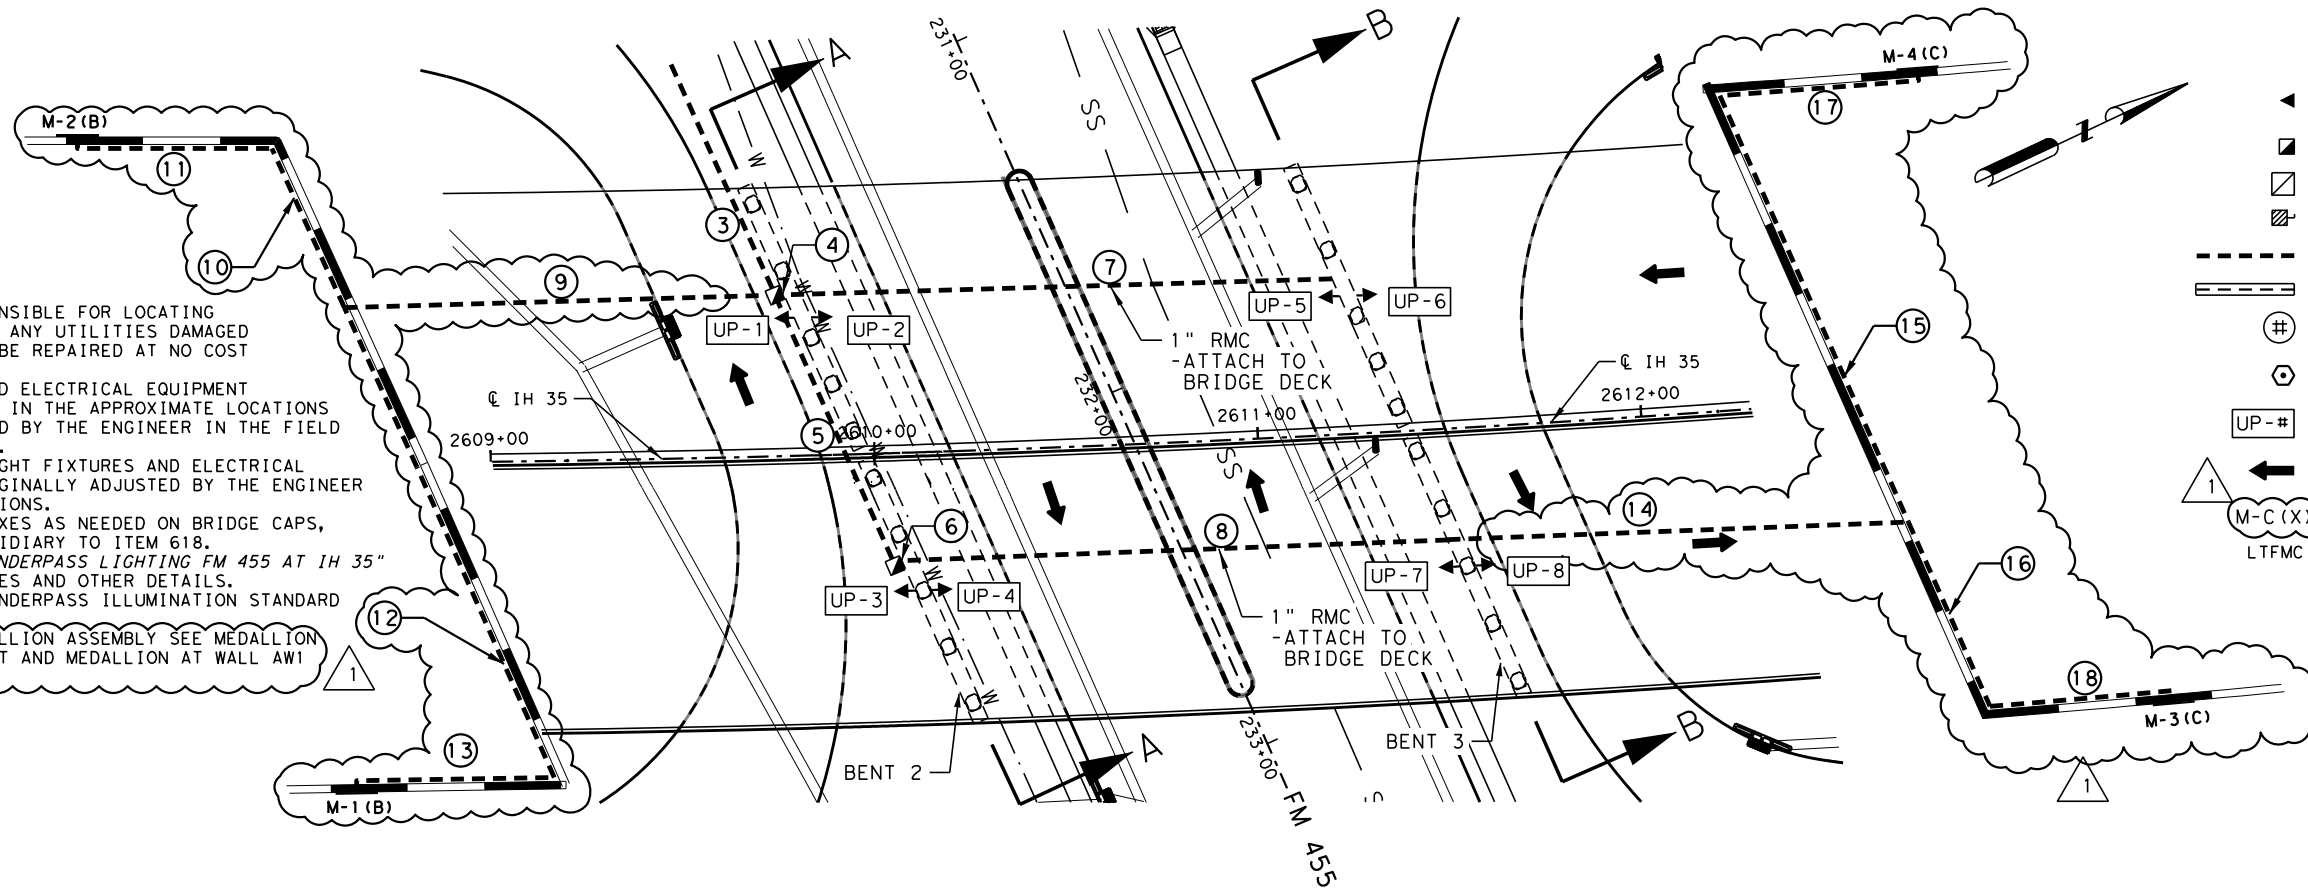 NSIBLE FOR LOCATING
ANY UTILITIES DAMAGED
BE REPAIRED AT NO COST
D ELECTRICAL EQUIPMENT
IN THE APPROXIMATE LOCATIONS
D BY THE ENGINEER IN THE FIELD
.
GHT FIXTURES AND ELECTRICAL
GINALLY ADJUSTED BY THE ENGINEER
IONS.
XES AS NEEDED ON BRIDGE CAPS,
IDIARY TO ITEM 618.
NDERPASS LIGHTING FM 455 AT IH 35"
ES AND OTHER DETAILS.
NDERPASS ILLUMINATION STANDARD
LLION ASSEMBLY SEE MEDALLION
T AND MEDALLION AT WALL AW1
1
M-2(B)
11
10
9
12
13
M-1(B)
A
B
231+00
SS
W
3
4
W
W
UP-1
UP-2
7
1" RMC
-ATTACH TO
BRIDGE DECK
UP-5
UP-6
℄ IH 35
2609+00
5
2610+00
W
232+00
2611+00
SS
℄ IH 35
2612+00
6
W
UP-3
UP-4
W
8
1" RMC
-ATTACH TO
BRIDGE DECK
UP-7
UP-8
BENT 2
BENT 3
A
B
233+00
FM 455
M-4(C)
17
15
14
16
18
M-3(C)
1
N
#
UP-#
1
M-C(X)
LTFMC